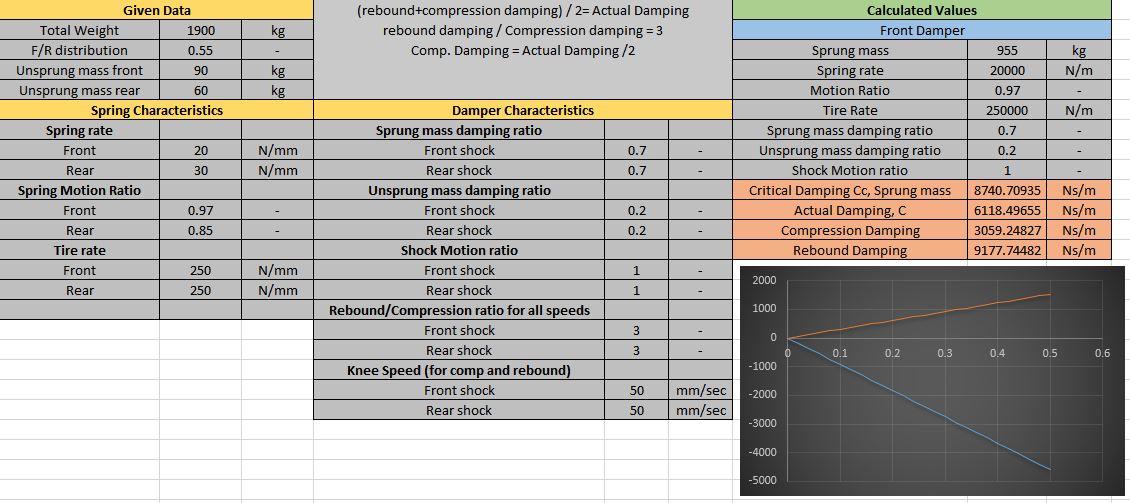 Given Data
Total Weight 1900 kg
F/R distribution 0.55 -
Unsprung mass front 90 kg
Unsprung mass rear 60 kg
Spring Characteristics
Spring rate
Front 20 N/mm
Rear 30 N/mm
Spring Motion Ratio
Front 0.97 -
Rear 0.85 -
Tire rate
Front 250 N/mm
Rear 250 N/mm
(rebound+compression damping) / 2= Actual Damping
rebound damping / Compression damping = 3
Comp. Damping = Actual Damping /2
Damper Characteristics
Sprung mass damping ratio
Front shock 0.7 -
Rear shock 0.7 -
Unsprung mass damping ratio
Front shock 0.2 -
Rear shock 0.2 -
Shock Motion ratio
Front shock 1 -
Rear shock 1 -
Rebound/Compression ratio for all speeds
Front shock 3 -
Rear shock 3 -
Knee Speed (for comp and rebound)
Front shock 50 mm/sec
Rear shock 50 mm/sec
Calculated Values
Front Damper
Sprung mass 955 kg
Spring rate 20000 N/m
Motion Ratio 0.97 -
Tire Rate 250000 N/m
Sprung mass damping ratio 0.7 -
Unsprung mass damping ratio 0.2 -
Shock Motion ratio 1 -
Critical Damping Cc, Sprung mass 8740.70935 Ns/m
Actual Damping, C 6118.49655 Ns/m
Compression Damping 3059.24827 Ns/m
Rebound Damping 9177.74482 Ns/m
2000
1000
0
0 0.1 0.2 0.3 0.4 0.5 0.6
-1000
-2000
-3000
-4000
-5000